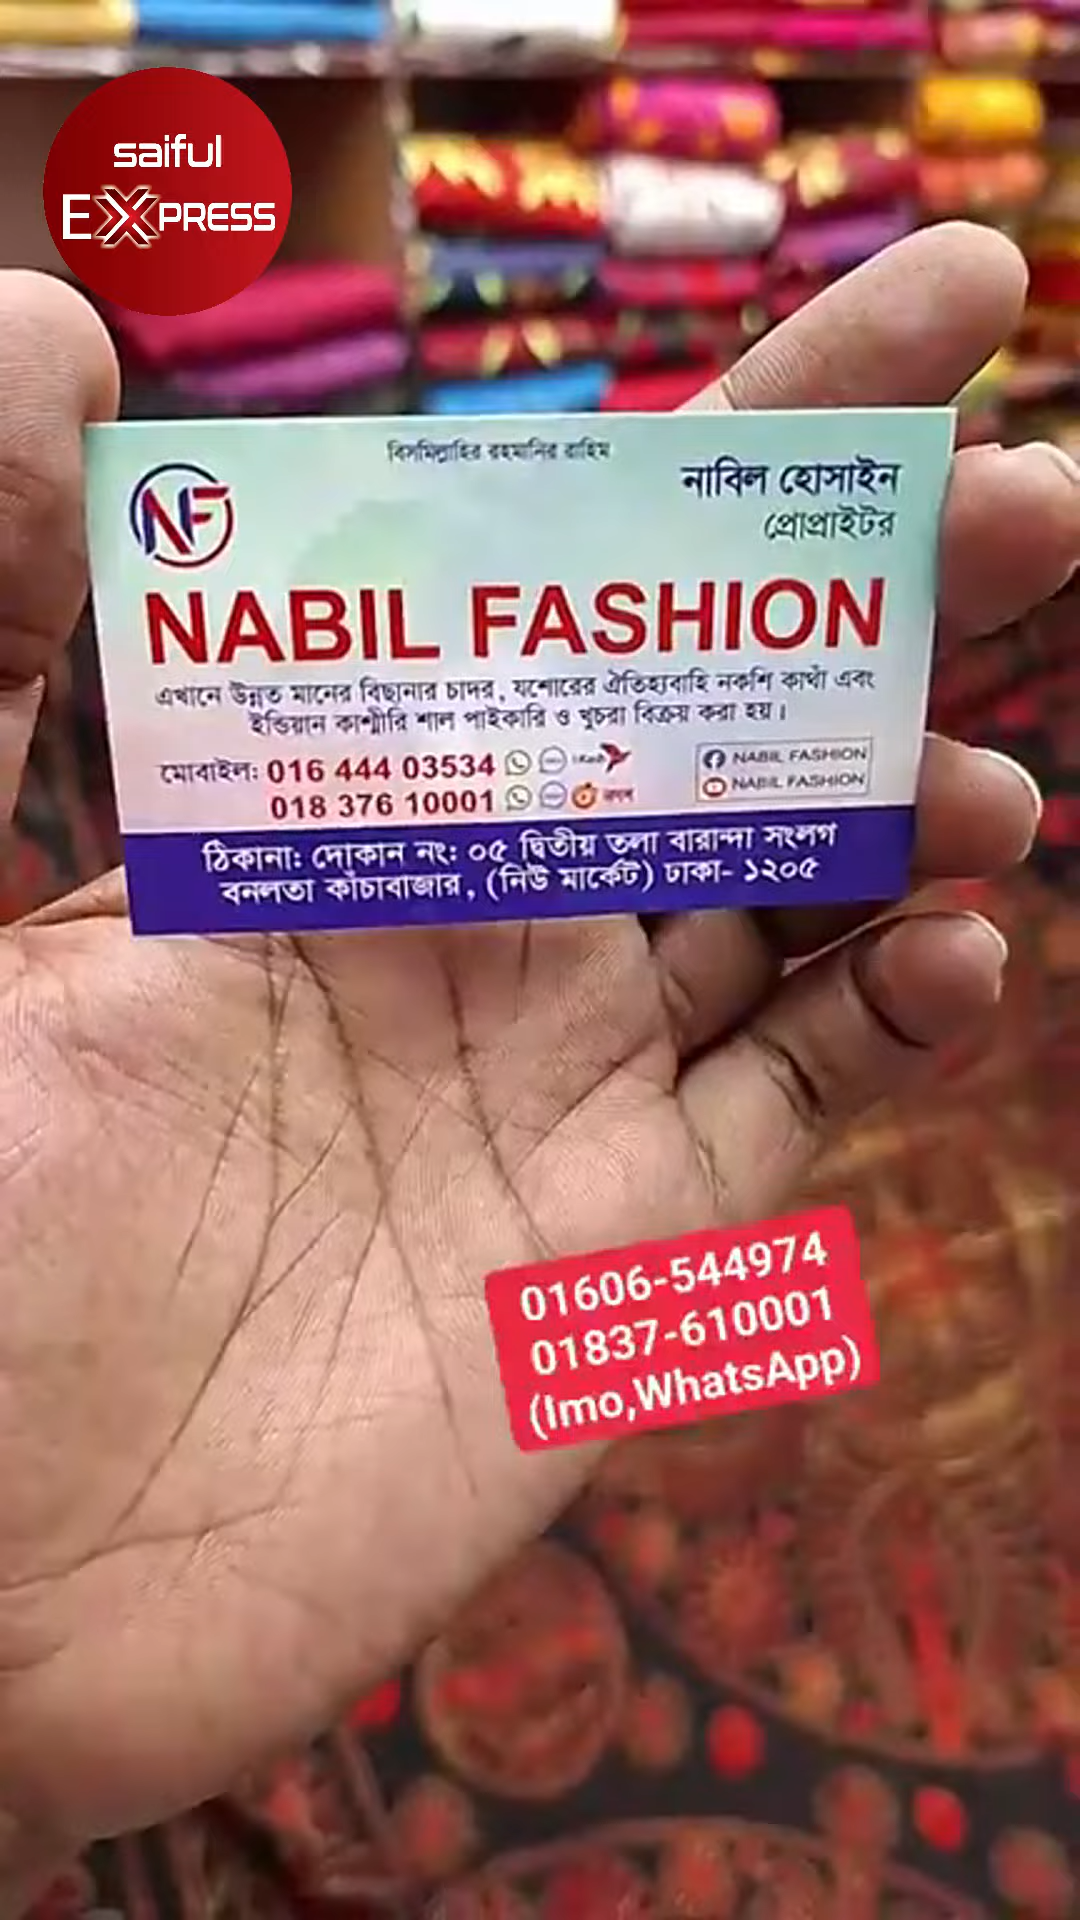 saiful
EXPRESS
বিসমিল্লাহির রহমানির রাহিম
NF
নাবিল হোসাইন
প্রোপ্রাইটর
NABIL FASHION
এখানে উন্নত মানের বিছানার চাদর, যশোরের ঐতিহ্যবাহি নকশি কাথাঁ এবং
ইন্ডিয়ান কাশ্মীরি শাল পাইকারি ও খুচরা বিক্রয় করা হয়।
মোবাইল: 016 444 03534 bKash
018 376 10001 নগদ
NABIL FASHION
NABIL FASHION
ঠিকানা: দোকান নং: ০৫ দ্বিতীয় তলা বারান্দা সংলগ
বনলতা কাঁচাবাজার, (নিউ মার্কেট) ঢাকা- ১২০৫
01606-544974
01837-610001
(Imo,WhatsApp)